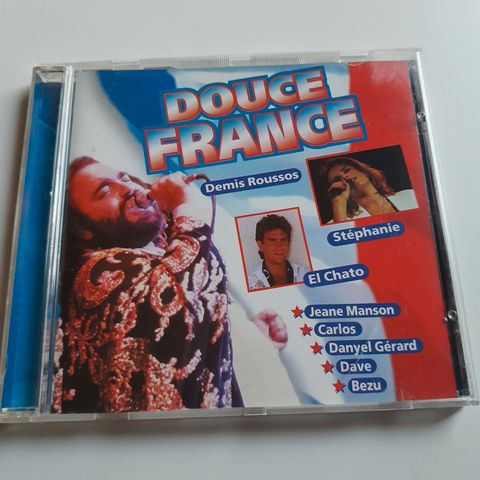 DOUCE
FRANCE
Demis Roussos
Stéphanie
El Chato
Jeane Manson
Carlos
Danyel Gérard
Dave
Bezu